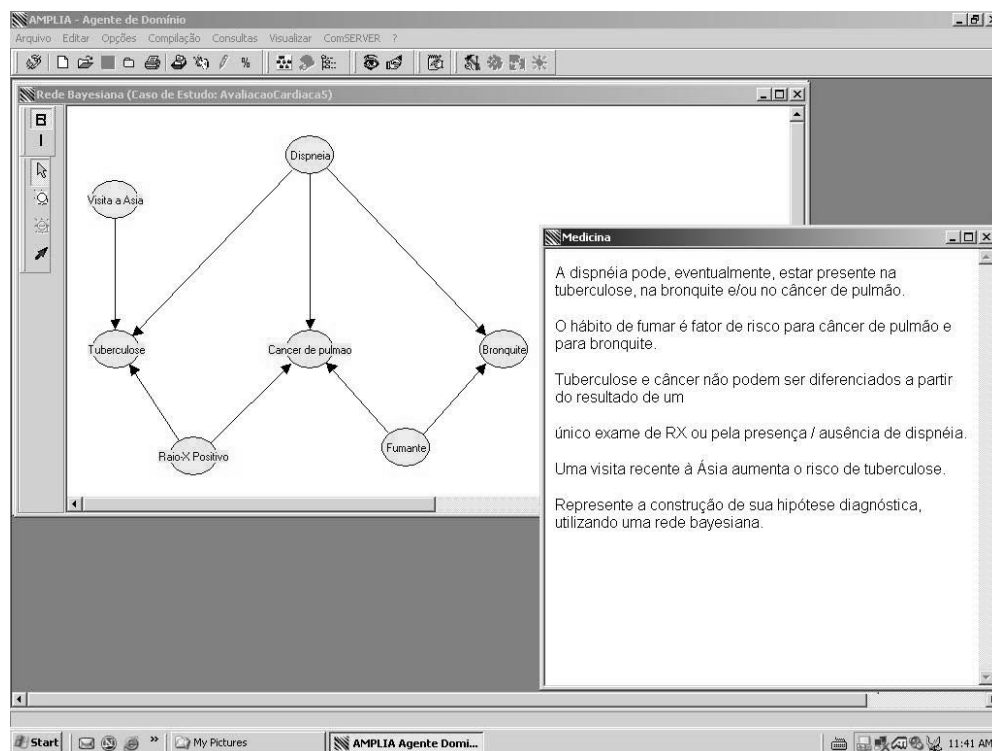 AMPLIA - Agente de Domínio
Arquivo Editar Opções Compilação Consultas Visualizar ComSERVER ?
Rede Bayesiana (Caso de Estudo: AvaliacaoCardiaca5)
B
I
Dispneia
Visita a Asia
Tuberculose
Cancer de pulmao
Bronquite
Raio-X Positivo
Fumante
Medicina
A dispnéia pode, eventualmente, estar presente na
tuberculose, na bronquite e/ou no câncer de pulmão.
O hábito de fumar é fator de risco para câncer de pulmão e
para bronquite.
Tuberculose e câncer não podem ser diferenciados a partir
do resultado de um
único exame de RX ou pela presença / ausência de dispnéia.
Uma visita recente à Ásia aumenta o risco de tuberculose.
Represente a construção de sua hipótese diagnóstica,
utilizando uma rede bayesiana.
Start
»
My Pictures
AMPLIA Agente Domi...
11:41 AM